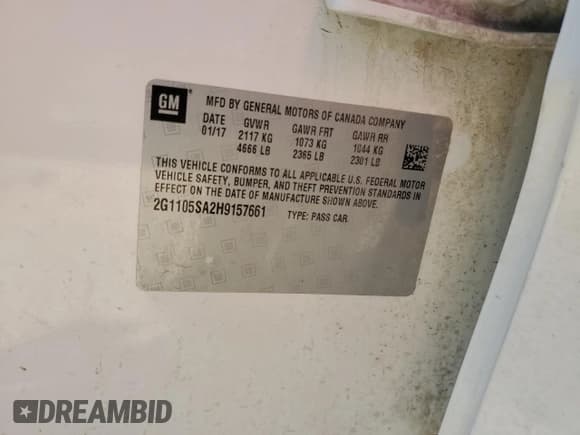 GM
MFD BY GENERAL MOTORS OF CANADA COMPANY
DATE GVWR GAWR FRT GAWR RR
01/17 2117 KG 1073 KG 1044 KG
4666 LB 2365 LB 2301 LB
THIS VEHICLE CONFORMS TO ALL APPLICABLE U.S. FEDERAL MOTOR
VEHICLE SAFETY, BUMPER, AND THEFT PREVENTION STANDARDS IN
EFFECT ON THE DATE OF MANUFACTURE SHOWN ABOVE.
2G1105SA2H9157661 TYPE: PASS CAR
DREAMBID